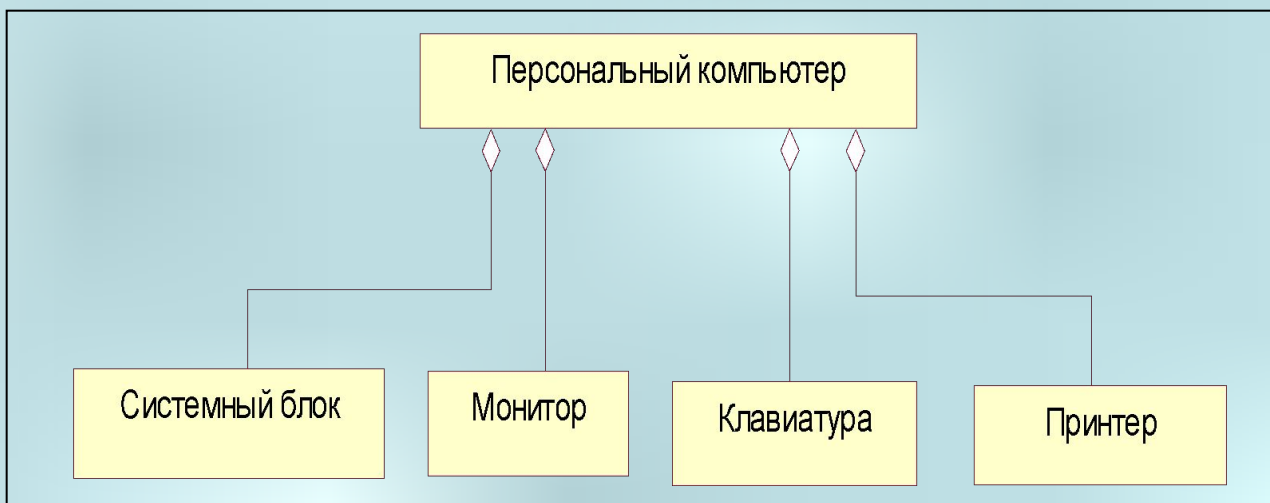 Персональный компьютер
Системный блок
Монитор
Клавиатура
Принтер